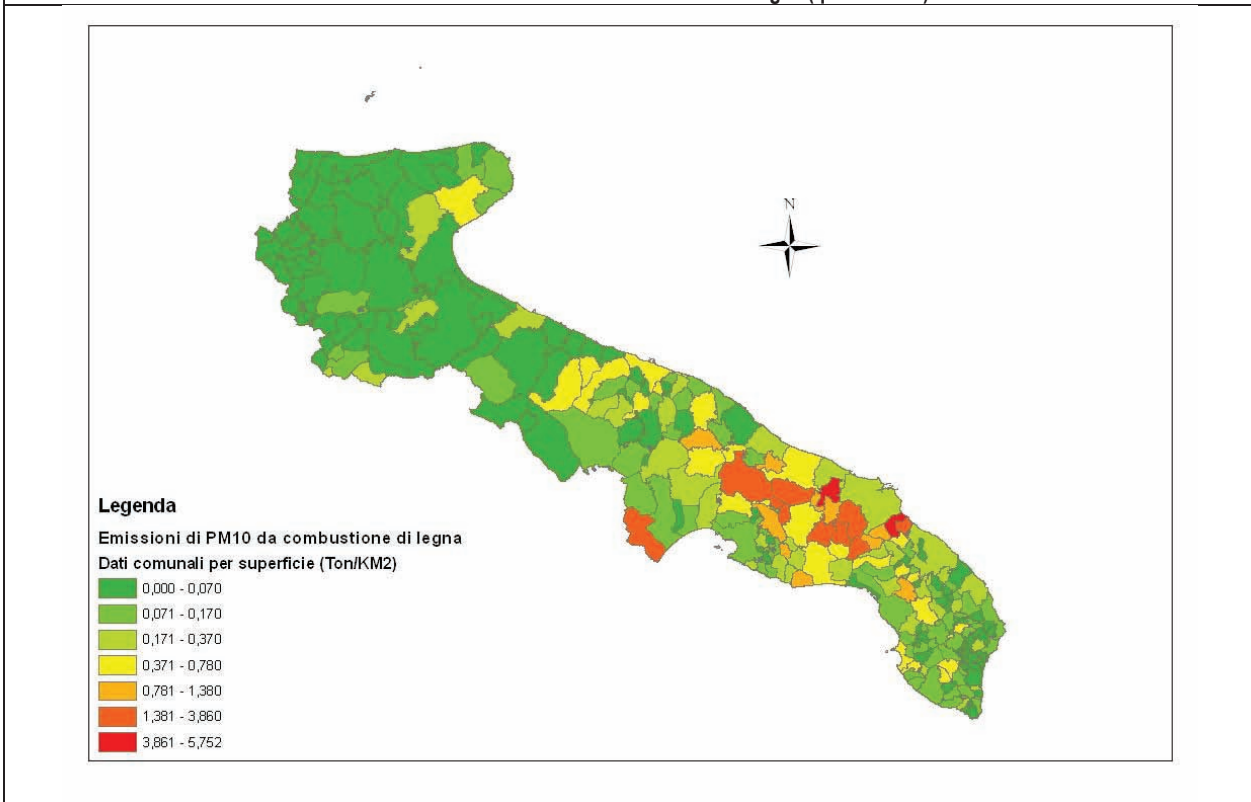 N
Legenda
Emissioni di PM10 da combustione di legna
Dati comunali per superficie (Ton/KM2)
0,000 - 0,070
0,071 - 0,170
0,171 - 0,370
0,371 - 0,780
0,781 - 1,380
1,381 - 3,860
3,861 - 5,752